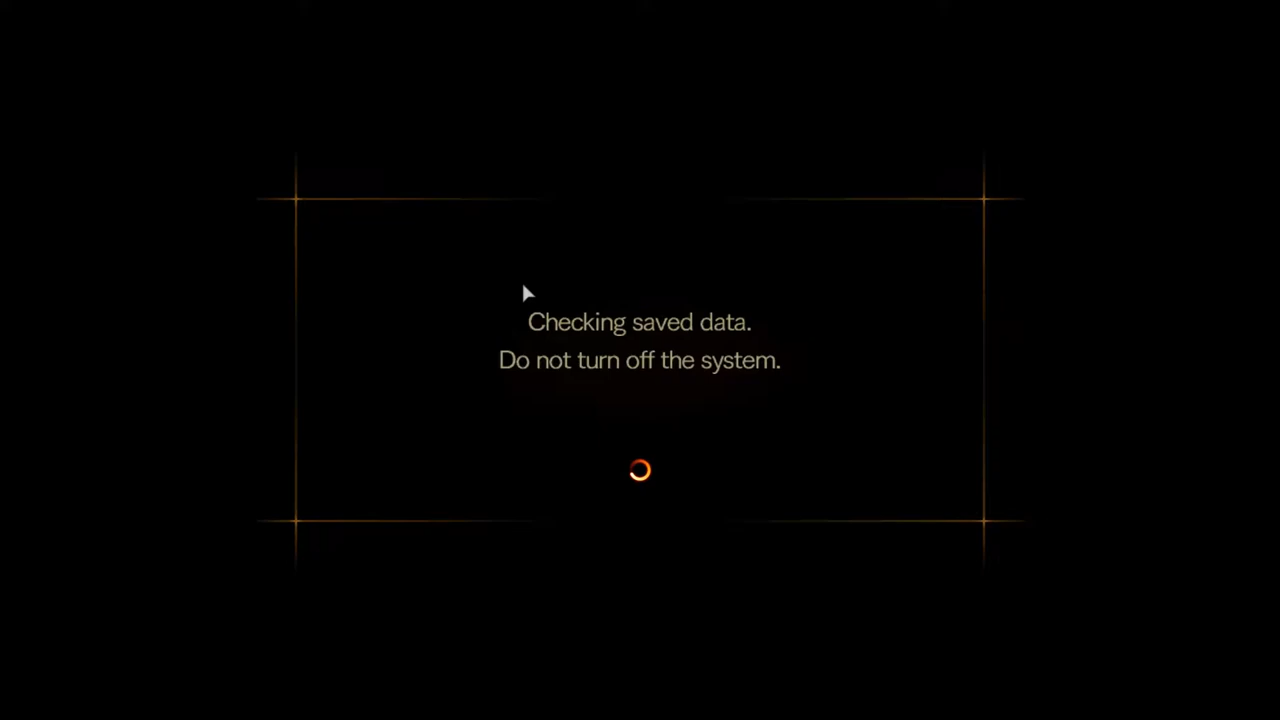 Checking saved data.
Do not turn off the system.